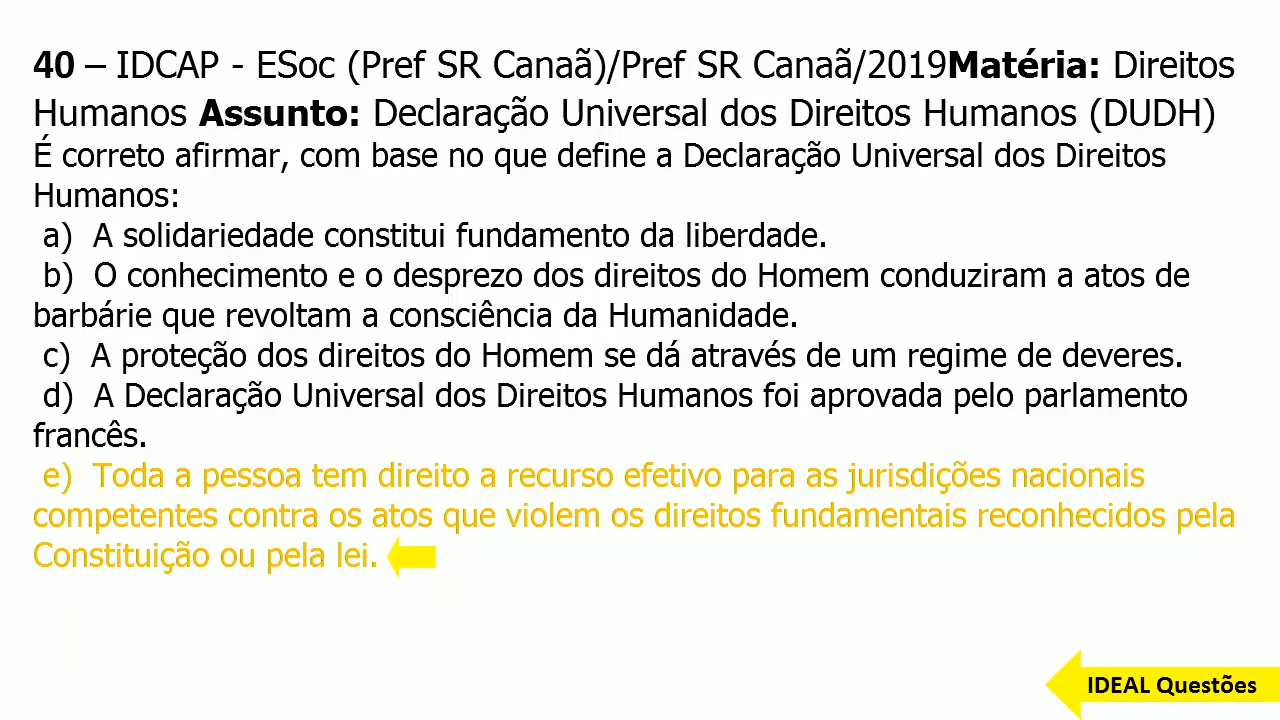 40 – IDCAP - ESoc (Pref SR Canaã)/Pref SR Canaã/2019Matéria: Direitos
Humanos Assunto: Declaração Universal dos Direitos Humanos (DUDH)
É correto afirmar, com base no que define a Declaração Universal dos Direitos
Humanos:
a) A solidariedade constitui fundamento da liberdade.
b) O conhecimento e o desprezo dos direitos do Homem conduziram a atos de
barbárie que revoltam a consciência da Humanidade.
c) A proteção dos direitos do Homem se dá através de um regime de deveres.
d) A Declaração Universal dos Direitos Humanos foi aprovada pelo parlamento
francês.
e) Toda a pessoa tem direito a recurso efetivo para as jurisdições nacionais
competentes contra os atos que violem os direitos fundamentais reconhecidos pela
Constituição ou pela lei.
IDEAL Questões